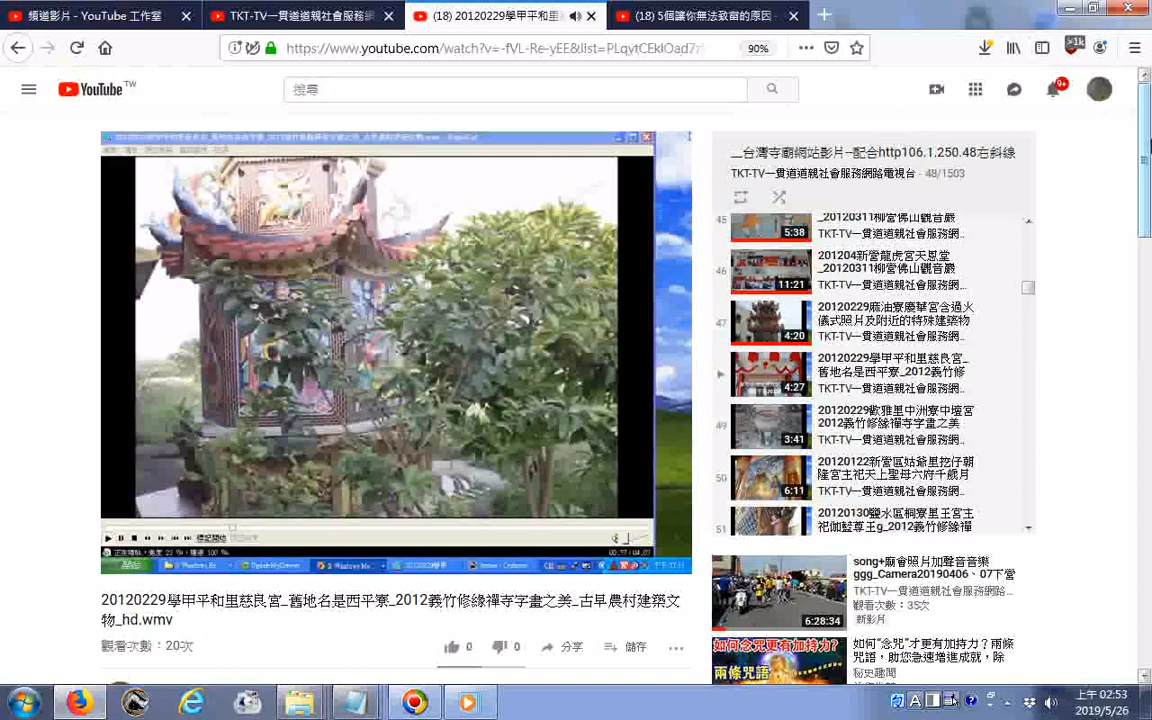 頻道影片 - YouTube 工作室
TKT-TV一貫道道親社會服務網
(18) 20120229學甲平和里
(18) 5個讓你無法致富的原因 -
https://www.youtube.com/watch?v=-fVL-Re-yEE&list=PLqytCEkIOad7
90%
>1k
YouTube TW
搜尋
9+
__台灣寺廟網站影片--配合http106.1.250.48右斜線
TKT-TV一貫道道親社會服務網路電視台 - 48/1503
45
5:38
_20120311柳營佛山觀音巖
TKT-TV一貫道道親社會服務網..
46
11:21
201204新營龍虎宮天恩堂
_20120311柳營佛山觀音巖
TKT-TV一貫道道親社會服務網..
47
4:20
20120229麻油寮慶華宮含過火
儀式照片及附近的特殊建築物
TKT-TV一貫道道親社會服務網..
4:27
20120229學甲平和里慈良宮_
舊地名是西平寮_2012義竹修
TKT-TV一貫道道親社會服務網..
49
3:41
20120229歡雅里中洲寮中壇宮
2012義竹修緣禪寺字畫之美
TKT-TV一貫道道親社會服務網..
50
6:11
20120122新營區姑爺里挖仔朝
隆宮主祀天上聖母六府千歲月
TKT-TV一貫道道親社會服務網..
51
20120130鹽水區桐寮里玉宮主
祀伽藍尊王g_2012義竹修緣禪
標記開始
開始
20120229學甲平和里慈良宮_舊地名是西平寮_2012義竹修緣禪寺字畫之美_古早農村建築文
物_hd.wmv
觀看次數：20次
0
0
分享
儲存
6:28:34
song+廟會照片加聲音音樂
ggg_Camera20190406、07下營
TKT-TV一貫道道親社會服務網路...
觀看次數：35次
新影片
如何念咒才更有加持力?
兩條咒語
如何“念咒”才更有加持力？兩條
咒語，助您急速增進成就，除
秘史趣聞
上午 02:53
2019/5/26